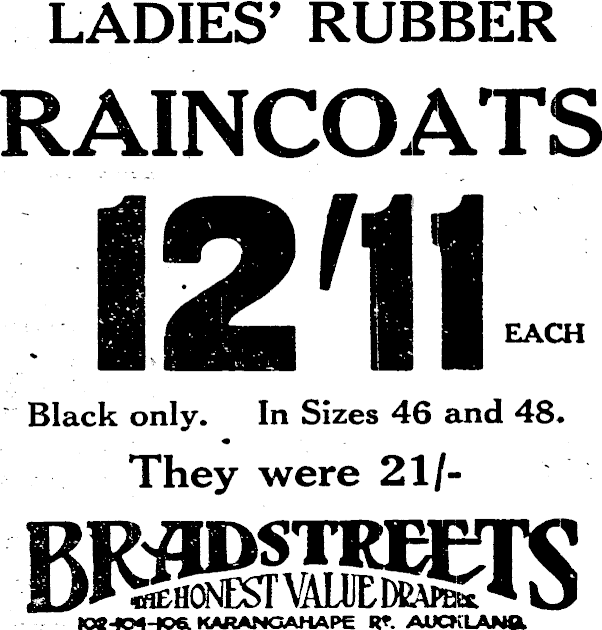 LADIES' RUBBER
RAINCOATS
12'11
EACH
Black only. In Sizes 46 and 48.
They were 21/-
BRADSTREETS
THE HONEST VALUE DRAPERS
102-104-106, KARANGAHAPE RD. AUCKLAND.